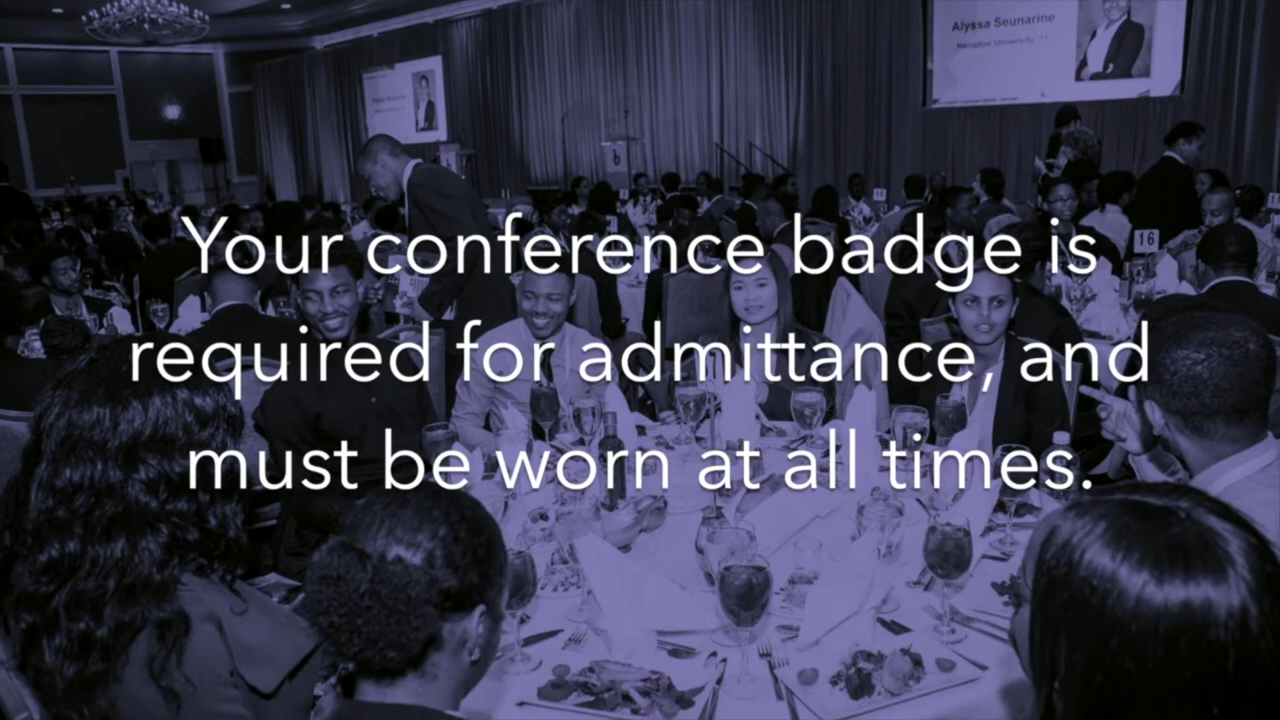 Alyssa Seunarine
Hampton University
Your conference badge is
required for admittance, and
must be worn at all times.
16